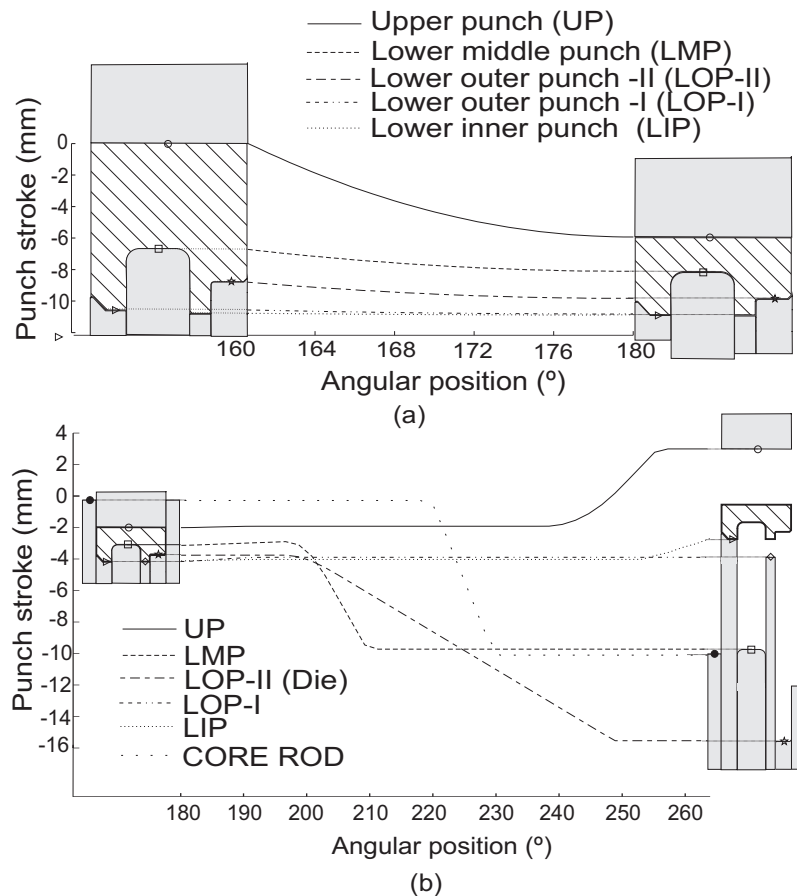 Upper punch (UP)
Lower middle punch (LMP)
Lower outer punch -II (LOP-II)
Lower outer punch -I (LOP-I)
Lower inner punch (LIP)
Punch stroke (mm)
0
-2
-4
-6
-8
-10
160 164 168 172 176 180
Angular position (º)
(a)
Punch stroke (mm)
4
2
0
-2
-4
-6
-8
-10
-12
-14
-16
UP
LMP
LOP-II (Die)
LOP-I
LIP
CORE ROD
180 190 200 210 220 230 240 250 260
Angular position (º)
(b)